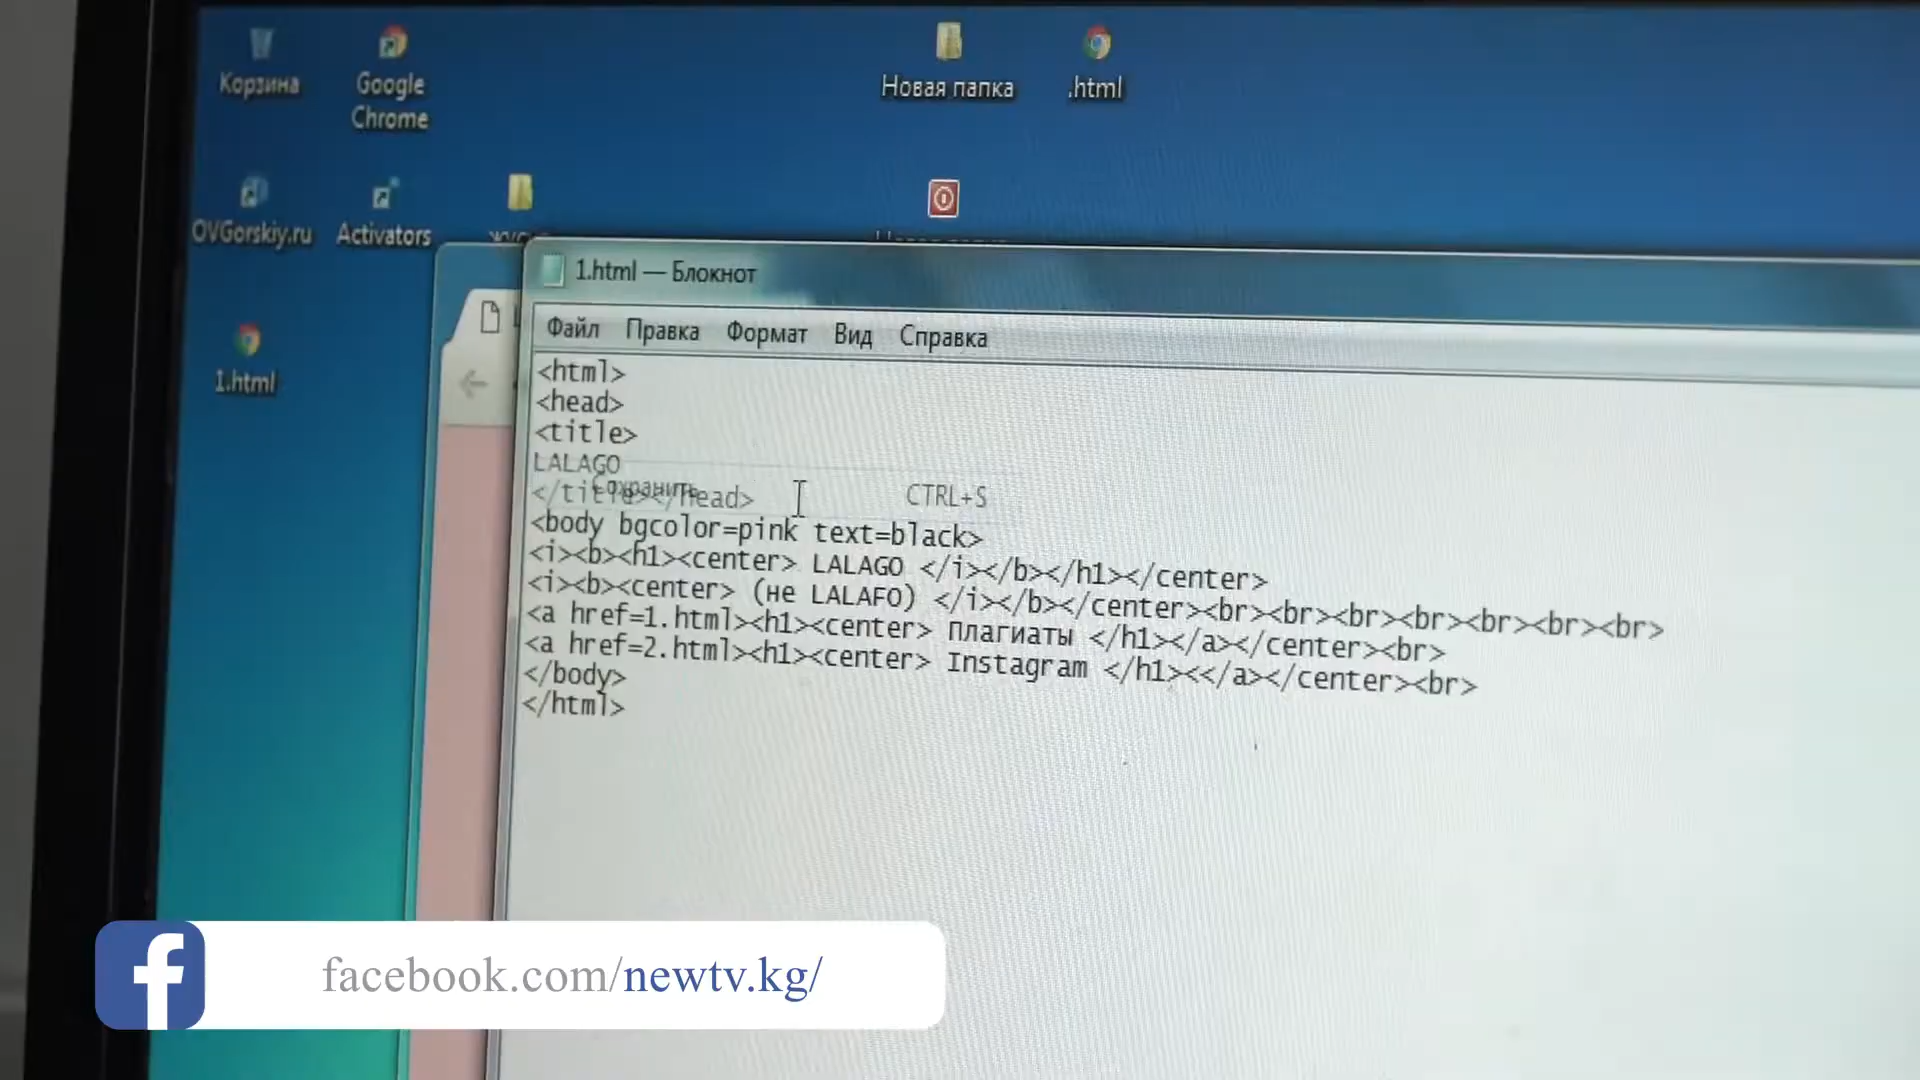 Корзина
Google Chrome
Новая папка
.html
OVGorskiy.ru
Activators
1.html
1.html — Блокнот
Файл Правка Формат Вид Справка
<html>
<head>
<title>
LALAGO
</title></head>
Сохранить CTRL+S
<body bgcolor=pink text=black>
<i><b><h1><center> LALAGO </i></b></h1></center>
<i><b><center> (не LALAFO) </i></b></center><br><br><br><br><br><br><br>
<a href=1.html><h1><center> Плагиаты </h1></a></center><br>
<a href=2.html><h1><center> Instagram </h1><</a></center><br>
</body>
</html>
facebook.com/newtv.kg/